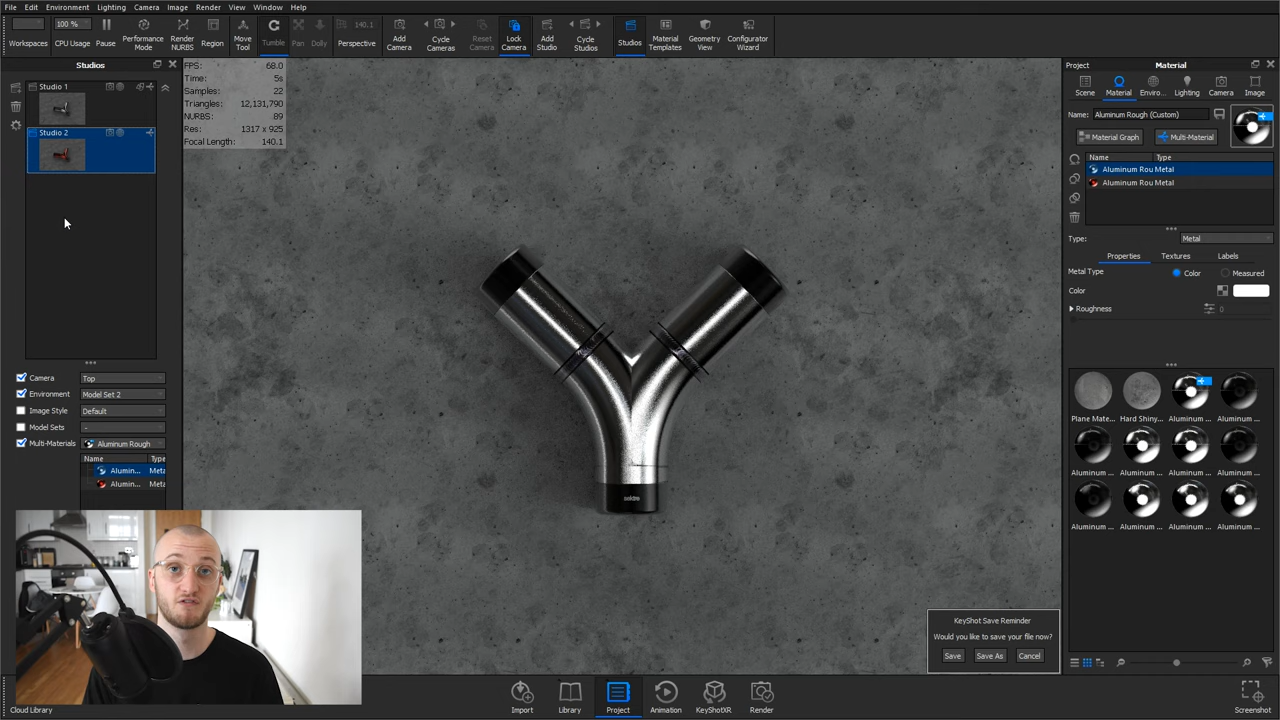 File Edit Environment Lighting Camera Image Render View Window Help
100 %
140.1
Workspaces CPU Usage Pause Performance Mode Render NURBS Region Move Tool Tumble Pan Dolly Perspective Add Camera Cycle Cameras Reset Camera Lock Camera Add Studio Cycle Studios Studios Material Templates Geometry View Configurator Wizard
Studios
Studio 1
Studio 2
Camera Top
Environment Model Set 2
Image Style Default
Model Sets -
Multi-Materials Aluminum Rough
Name Type
Alumin... Meta
Alumin... Meta
FPS: 68.0
Time: 5s
Samples: 22
Triangles: 12,131,790
NURBS: 89
Res: 1317 x 925
Focal Length: 140.1
Project Material
Scene Material Enviro... Lighting Camera Image
Name: Aluminum Rough (Custom)
Material Graph Multi-Material
Name Type
Aluminum Rou Metal
Aluminum Rou Metal
Type: Metal
Properties Textures Labels
Metal Type Color Measured
Color
Roughness 0
Plane Mate... Hard Shiny... Aluminum ... Aluminum ...
Aluminum ... Aluminum ... Aluminum ... Aluminum ...
Aluminum ... Aluminum ... Aluminum ... Aluminum ...
KeyShot Save Reminder
Would you like to save your file now?
Save Save As Cancel
Cloud Library
Import Library Project Animation KeyShotXR Render
Screenshot